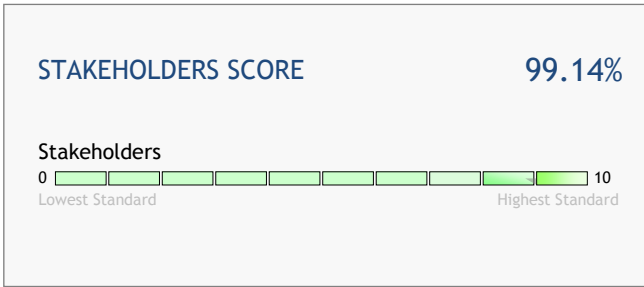 STAKEHOLDERS SCORE 99.14%
Stakeholders
0 10
Lowest Standard Highest Standard